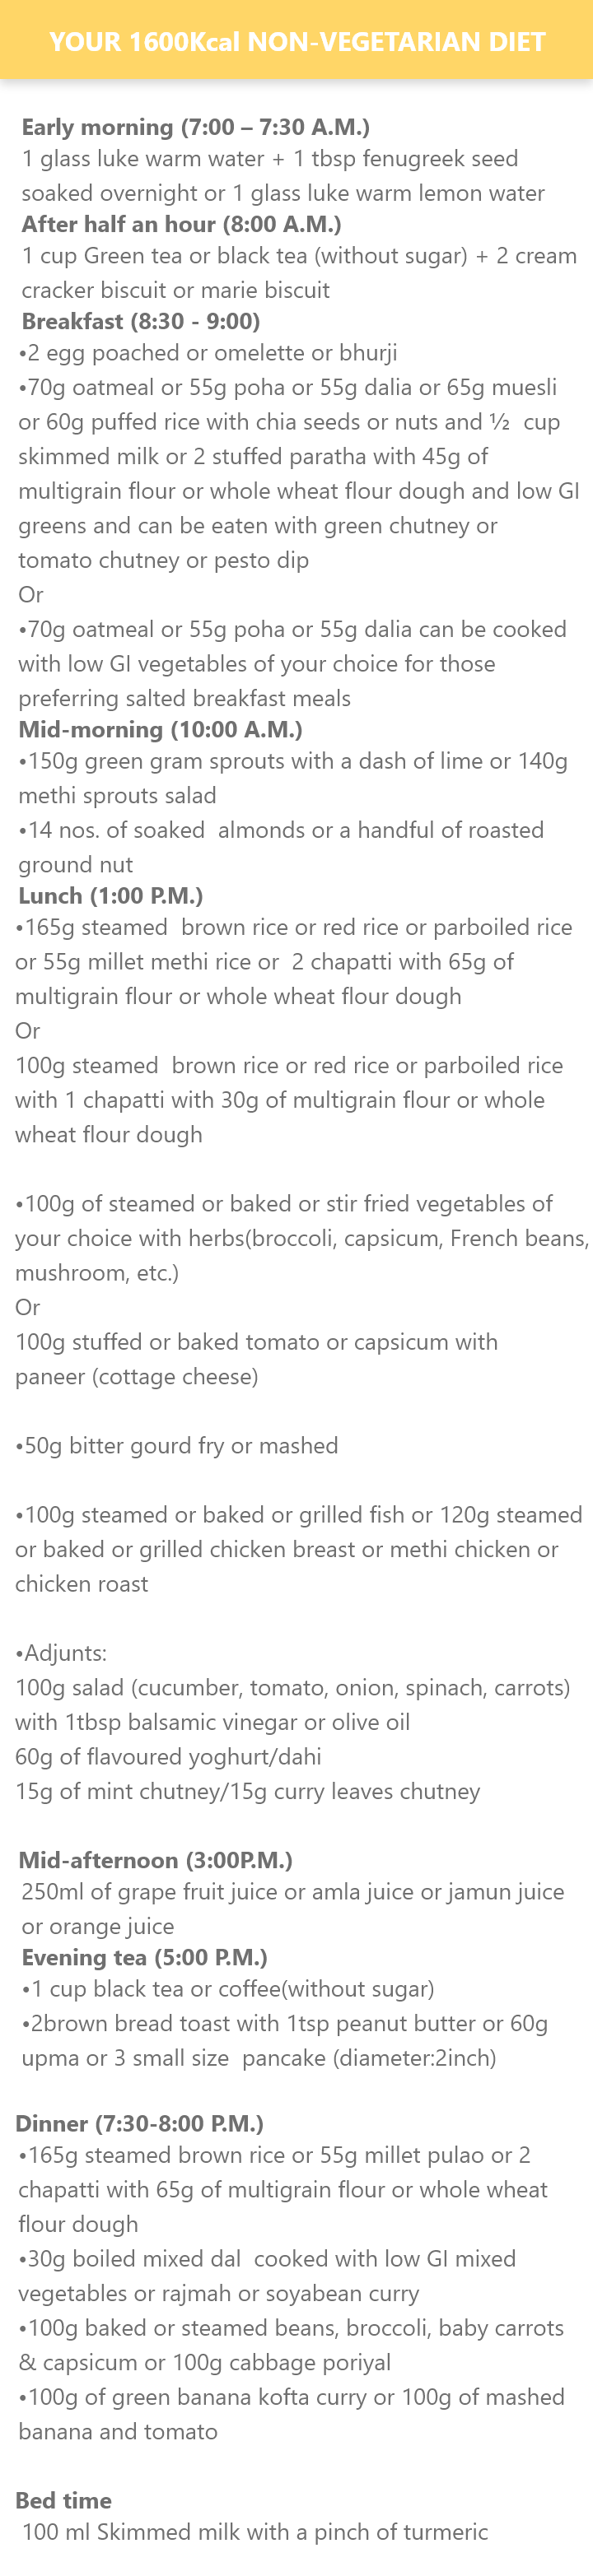 YOUR 1600Kcal NON-VEGETARIAN DIET
Early morning (7:00 – 7:30 A.M.)
1 glass luke warm water + 1 tbsp fenugreek seed
soaked overnight or 1 glass luke warm lemon water
After half an hour (8:00 A.M.)
1 cup Green tea or black tea (without sugar) + 2 cream
cracker biscuit or marie biscuit
Breakfast (8:30 - 9:00)
•2 egg poached or omelette or bhurji
•70g oatmeal or 55g poha or 55g dalia or 65g muesli
or 60g puffed rice with chia seeds or nuts and ½  cup
skimmed milk or 2 stuffed paratha with 45g of
multigrain flour or whole wheat flour dough and low GI
greens and can be eaten with green chutney or
tomato chutney or pesto dip
Or
•70g oatmeal or 55g poha or 55g dalia can be cooked
with low GI vegetables of your choice for those
preferring salted breakfast meals
Mid-morning (10:00 A.M.)
•150g green gram sprouts with a dash of lime or 140g
methi sprouts salad
•14 nos. of soaked  almonds or a handful of roasted
ground nut
Lunch (1:00 P.M.)
•165g steamed  brown rice or red rice or parboiled rice
or 55g millet methi rice or  2 chapatti with 65g of
multigrain flour or whole wheat flour dough
Or
100g steamed  brown rice or red rice or parboiled rice
with 1 chapatti with 30g of multigrain flour or whole
wheat flour dough
•100g of steamed or baked or stir fried vegetables of
your choice with herbs(broccoli, capsicum, French beans,
mushroom, etc.)
Or
100g stuffed or baked tomato or capsicum with
paneer (cottage cheese)
•50g bitter gourd fry or mashed
•100g steamed or baked or grilled fish or 120g steamed
or baked or grilled chicken breast or methi chicken or
chicken roast
•Adjunts:
100g salad (cucumber, tomato, onion, spinach, carrots)
with 1tbsp balsamic vinegar or olive oil
60g of flavoured yoghurt/dahi
15g of mint chutney/15g curry leaves chutney
Mid-afternoon (3:00P.M.)
250ml of grape fruit juice or amla juice or jamun juice
or orange juice
Evening tea (5:00 P.M.)
•1 cup black tea or coffee(without sugar)
•2brown bread toast with 1tsp peanut butter or 60g
upma or 3 small size  pancake (diameter:2inch)
Dinner (7:30-8:00 P.M.)
•165g steamed brown rice or 55g millet pulao or 2
chapatti with 65g of multigrain flour or whole wheat
flour dough
•30g boiled mixed dal  cooked with low GI mixed
vegetables or rajmah or soyabean curry
•100g baked or steamed beans, broccoli, baby carrots
& capsicum or 100g cabbage poriyal
•100g of green banana kofta curry or 100g of mashed
banana and tomato
Bed time
100 ml Skimmed milk with a pinch of turmeric